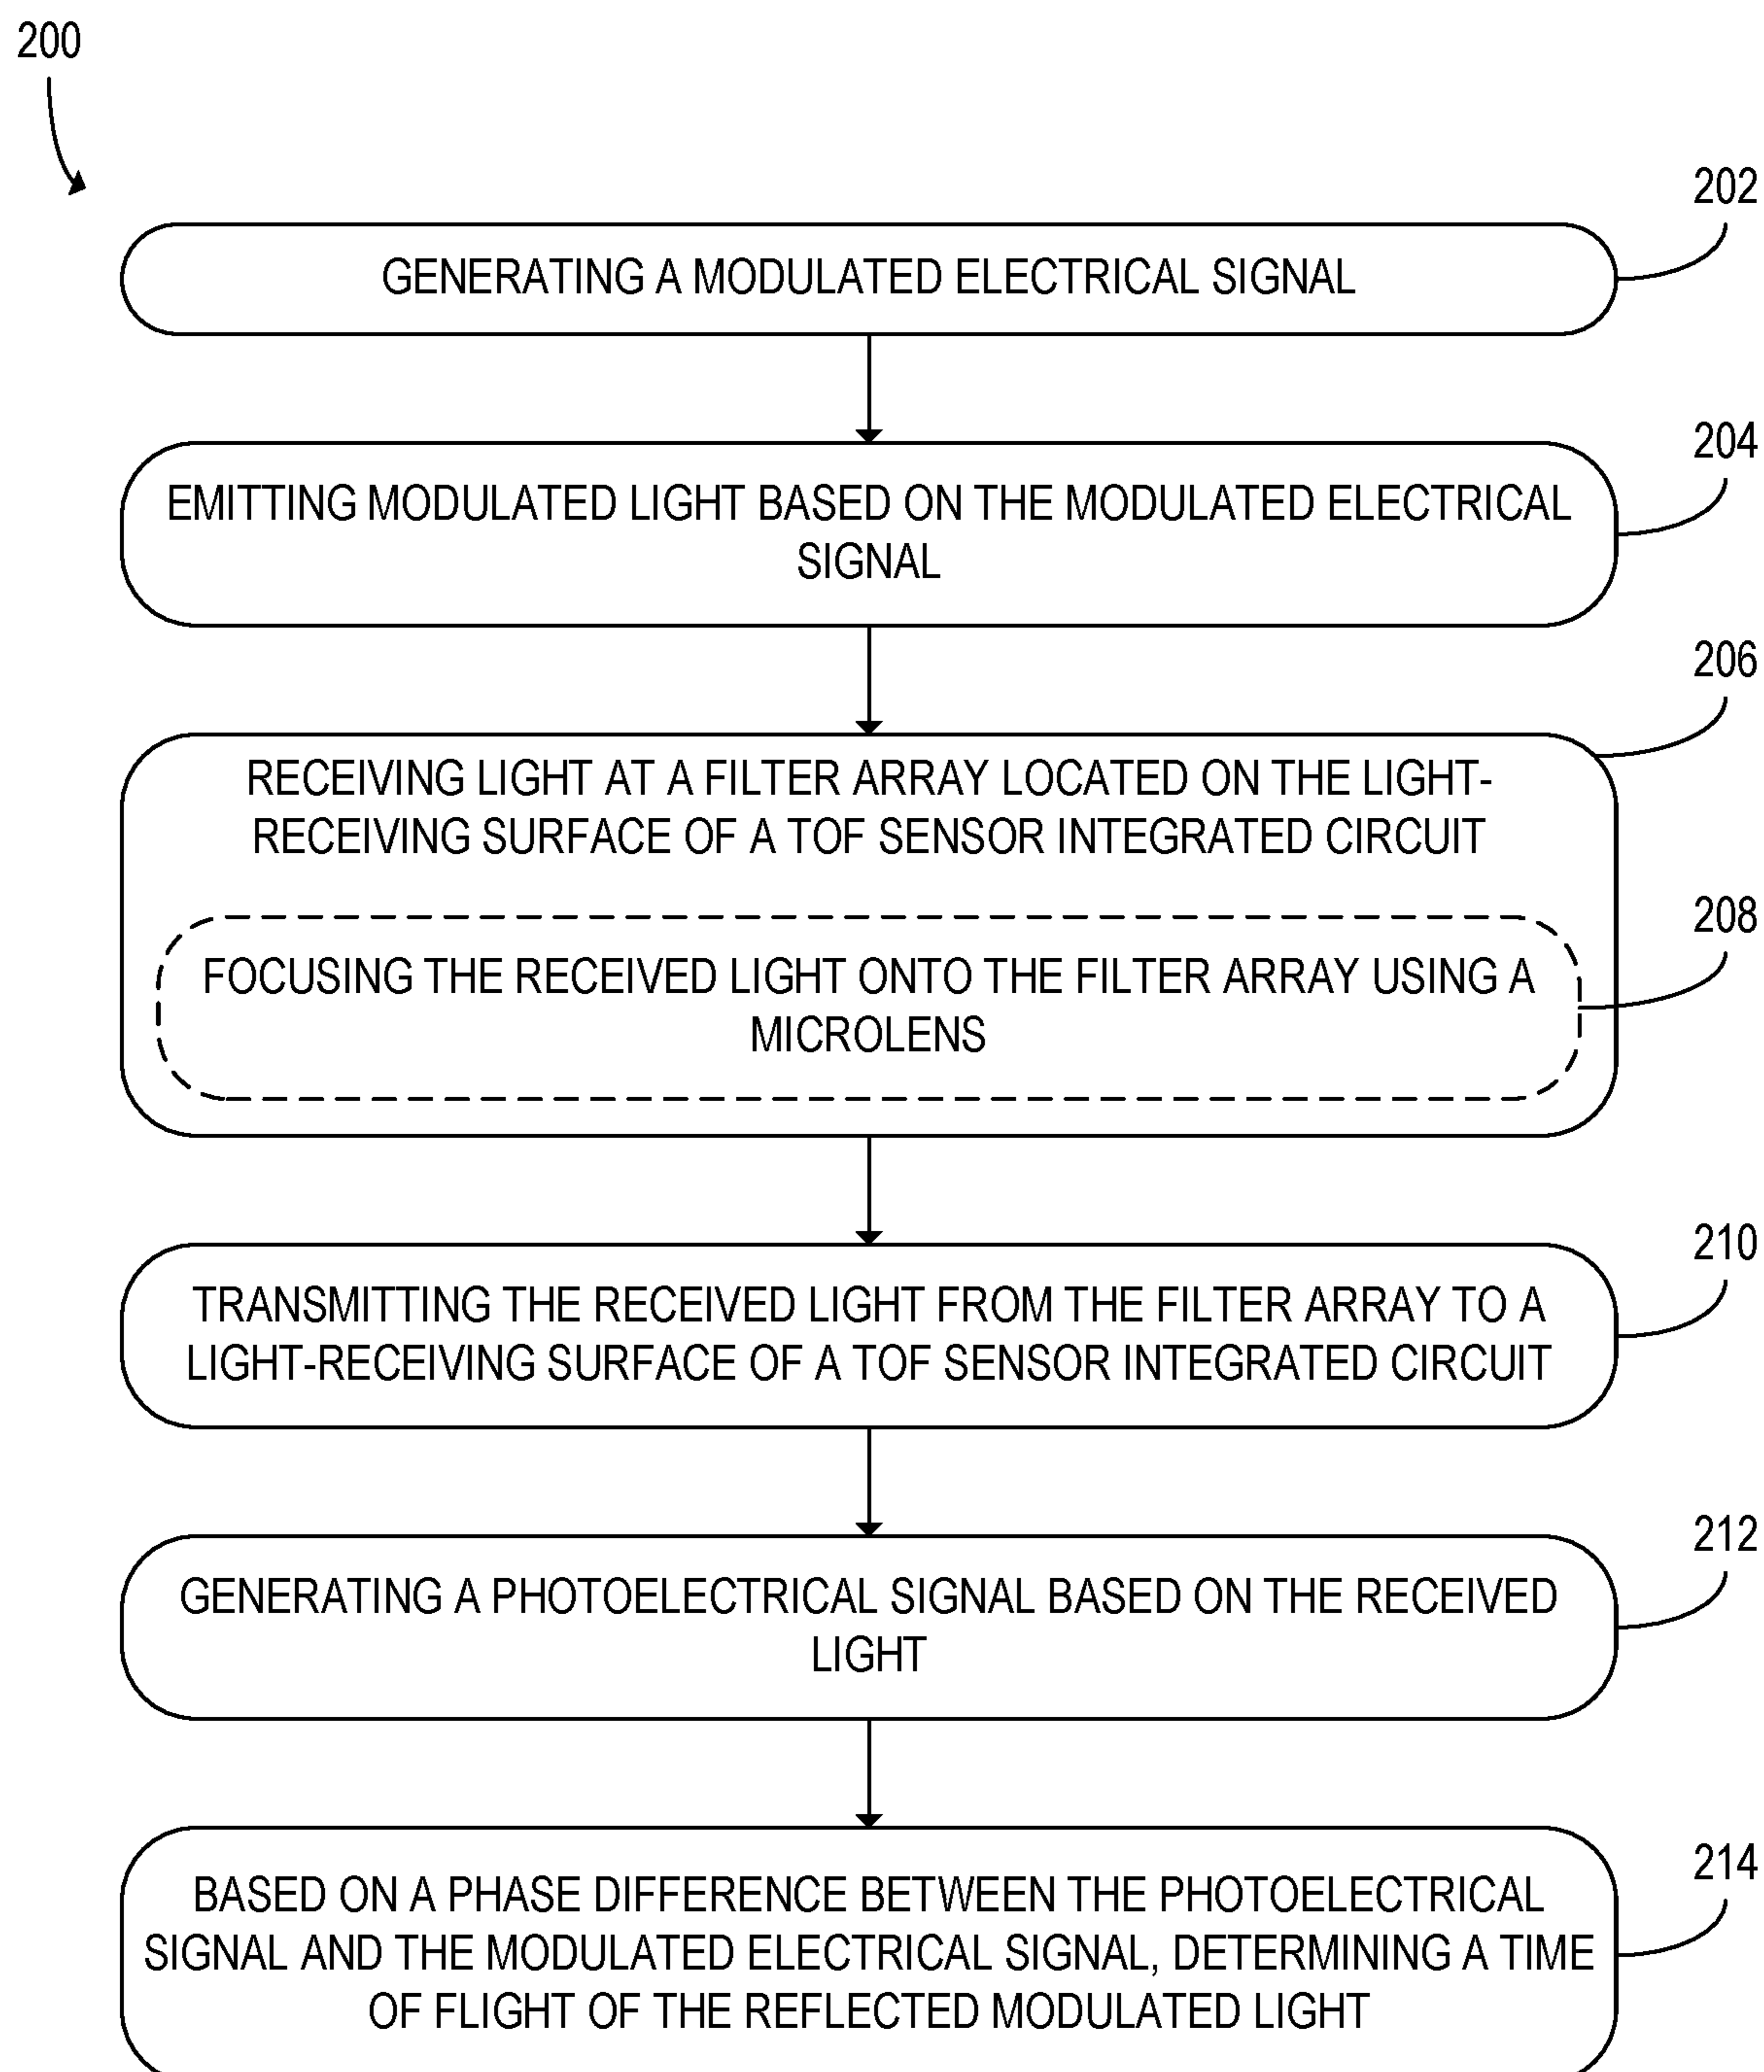 200
202
GENERATING A MODULATED ELECTRICAL SIGNAL
204
EMITTING MODULATED LIGHT BASED ON THE MODULATED ELECTRICAL
SIGNAL
206
RECEIVING LIGHT AT A FILTER ARRAY LOCATED ON THE LIGHT-
RECEIVING SURFACE OF A TOF SENSOR INTEGRATED CIRCUIT
208
FOCUSING THE RECEIVED LIGHT ONTO THE FILTER ARRAY USING A
MICROLENS
210
TRANSMITTING THE RECEIVED LIGHT FROM THE FILTER ARRAY TO A
LIGHT-RECEIVING SURFACE OF A TOF SENSOR INTEGRATED CIRCUIT
212
GENERATING A PHOTOELECTRICAL SIGNAL BASED ON THE RECEIVED
LIGHT
214
BASED ON A PHASE DIFFERENCE BETWEEN THE PHOTOELECTRICAL
SIGNAL AND THE MODULATED ELECTRICAL SIGNAL, DETERMINING A TIME
OF FLIGHT OF THE REFLECTED MODULATED LIGHT